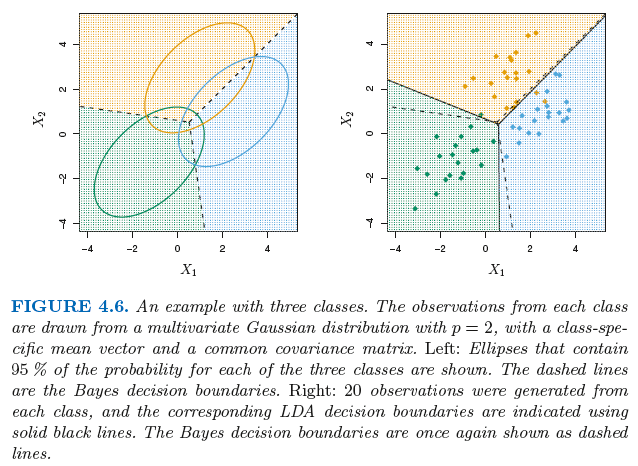 4
2
0
-2
-4
X2
-4
-2
0
2
4
X1
4
2
0
-2
-4
X2
-4
-2
0
2
4
X1
FIGURE 4.6. An example with three classes. The observations from each class
are drawn from a multivariate Gaussian distribution with p = 2, with a class-spe-
cific mean vector and a common covariance matrix. Left: Ellipses that contain
95 % of the probability for each of the three classes are shown. The dashed lines
are the Bayes decision boundaries. Right: 20 observations were generated from
each class, and the corresponding LDA decision boundaries are indicated using
solid black lines. The Bayes decision boundaries are once again shown as dashed
lines.